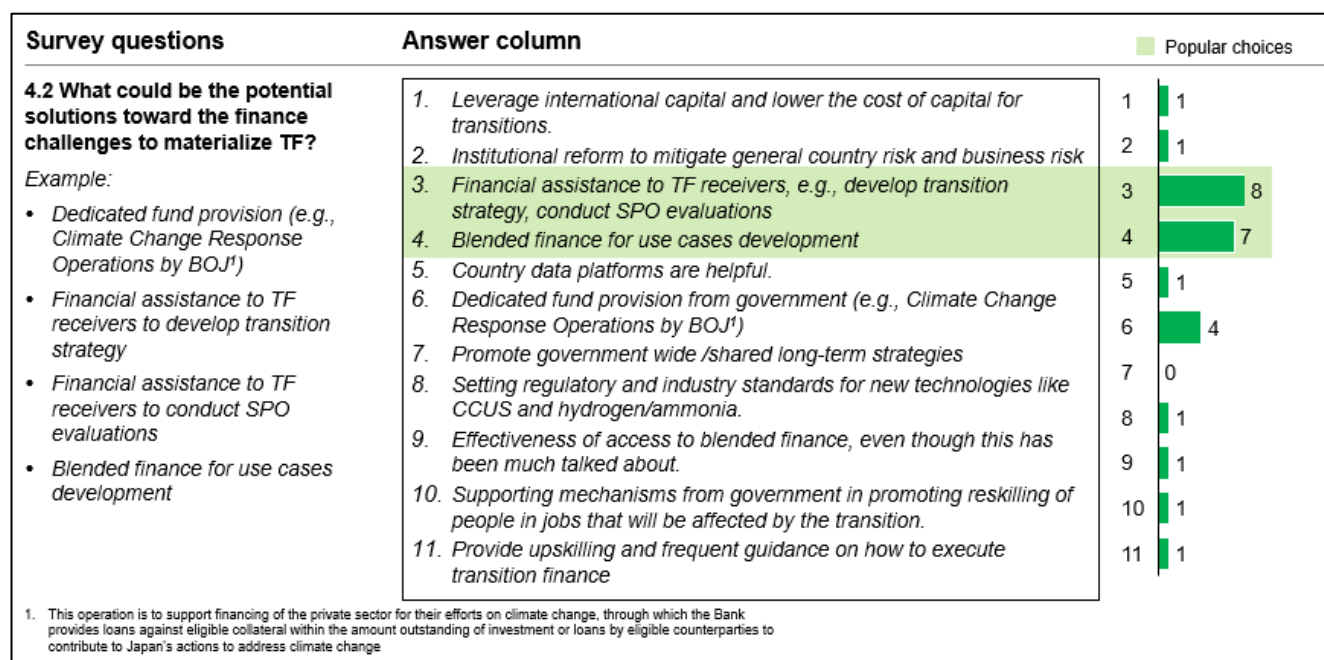 Survey questions
Answer column
Popular choices
4.2 What could be the potential
solutions toward the finance
challenges to materialize TF?
Example:
• Dedicated fund provision (e.g.,
Climate Change Response
Operations by BOJ¹)
• Financial assistance to TF
receivers to develop transition
strategy
• Financial assistance to TF
receivers to conduct SPO
evaluations
• Blended finance for use cases
development
1. Leverage international capital and lower the cost of capital for
transitions.
2. Institutional reform to mitigate general country risk and business risk
3. Financial assistance to TF receivers, e.g., develop transition
strategy, conduct SPO evaluations
4. Blended finance for use cases development
5. Country data platforms are helpful.
6. Dedicated fund provision from government (e.g., Climate Change
Response Operations by BOJ¹)
7. Promote government wide /shared long-term strategies
8. Setting regulatory and industry standards for new technologies like
CCUS and hydrogen/ammonia.
9. Effectiveness of access to blended finance, even though this has
been much talked about.
10. Supporting mechanisms from government in promoting reskilling of
people in jobs that will be affected by the transition.
11. Provide upskilling and frequent guidance on how to execute
transition finance
1 1
2 1
3 8
4 7
5 1
6 4
7 0
8 1
9 1
10 1
11 1
1. This operation is to support financing of the private sector for their efforts on climate change, through which the Bank
provides loans against eligible collateral within the amount outstanding of investment or loans by eligible counterparties to
contribute to Japan's actions to address climate change